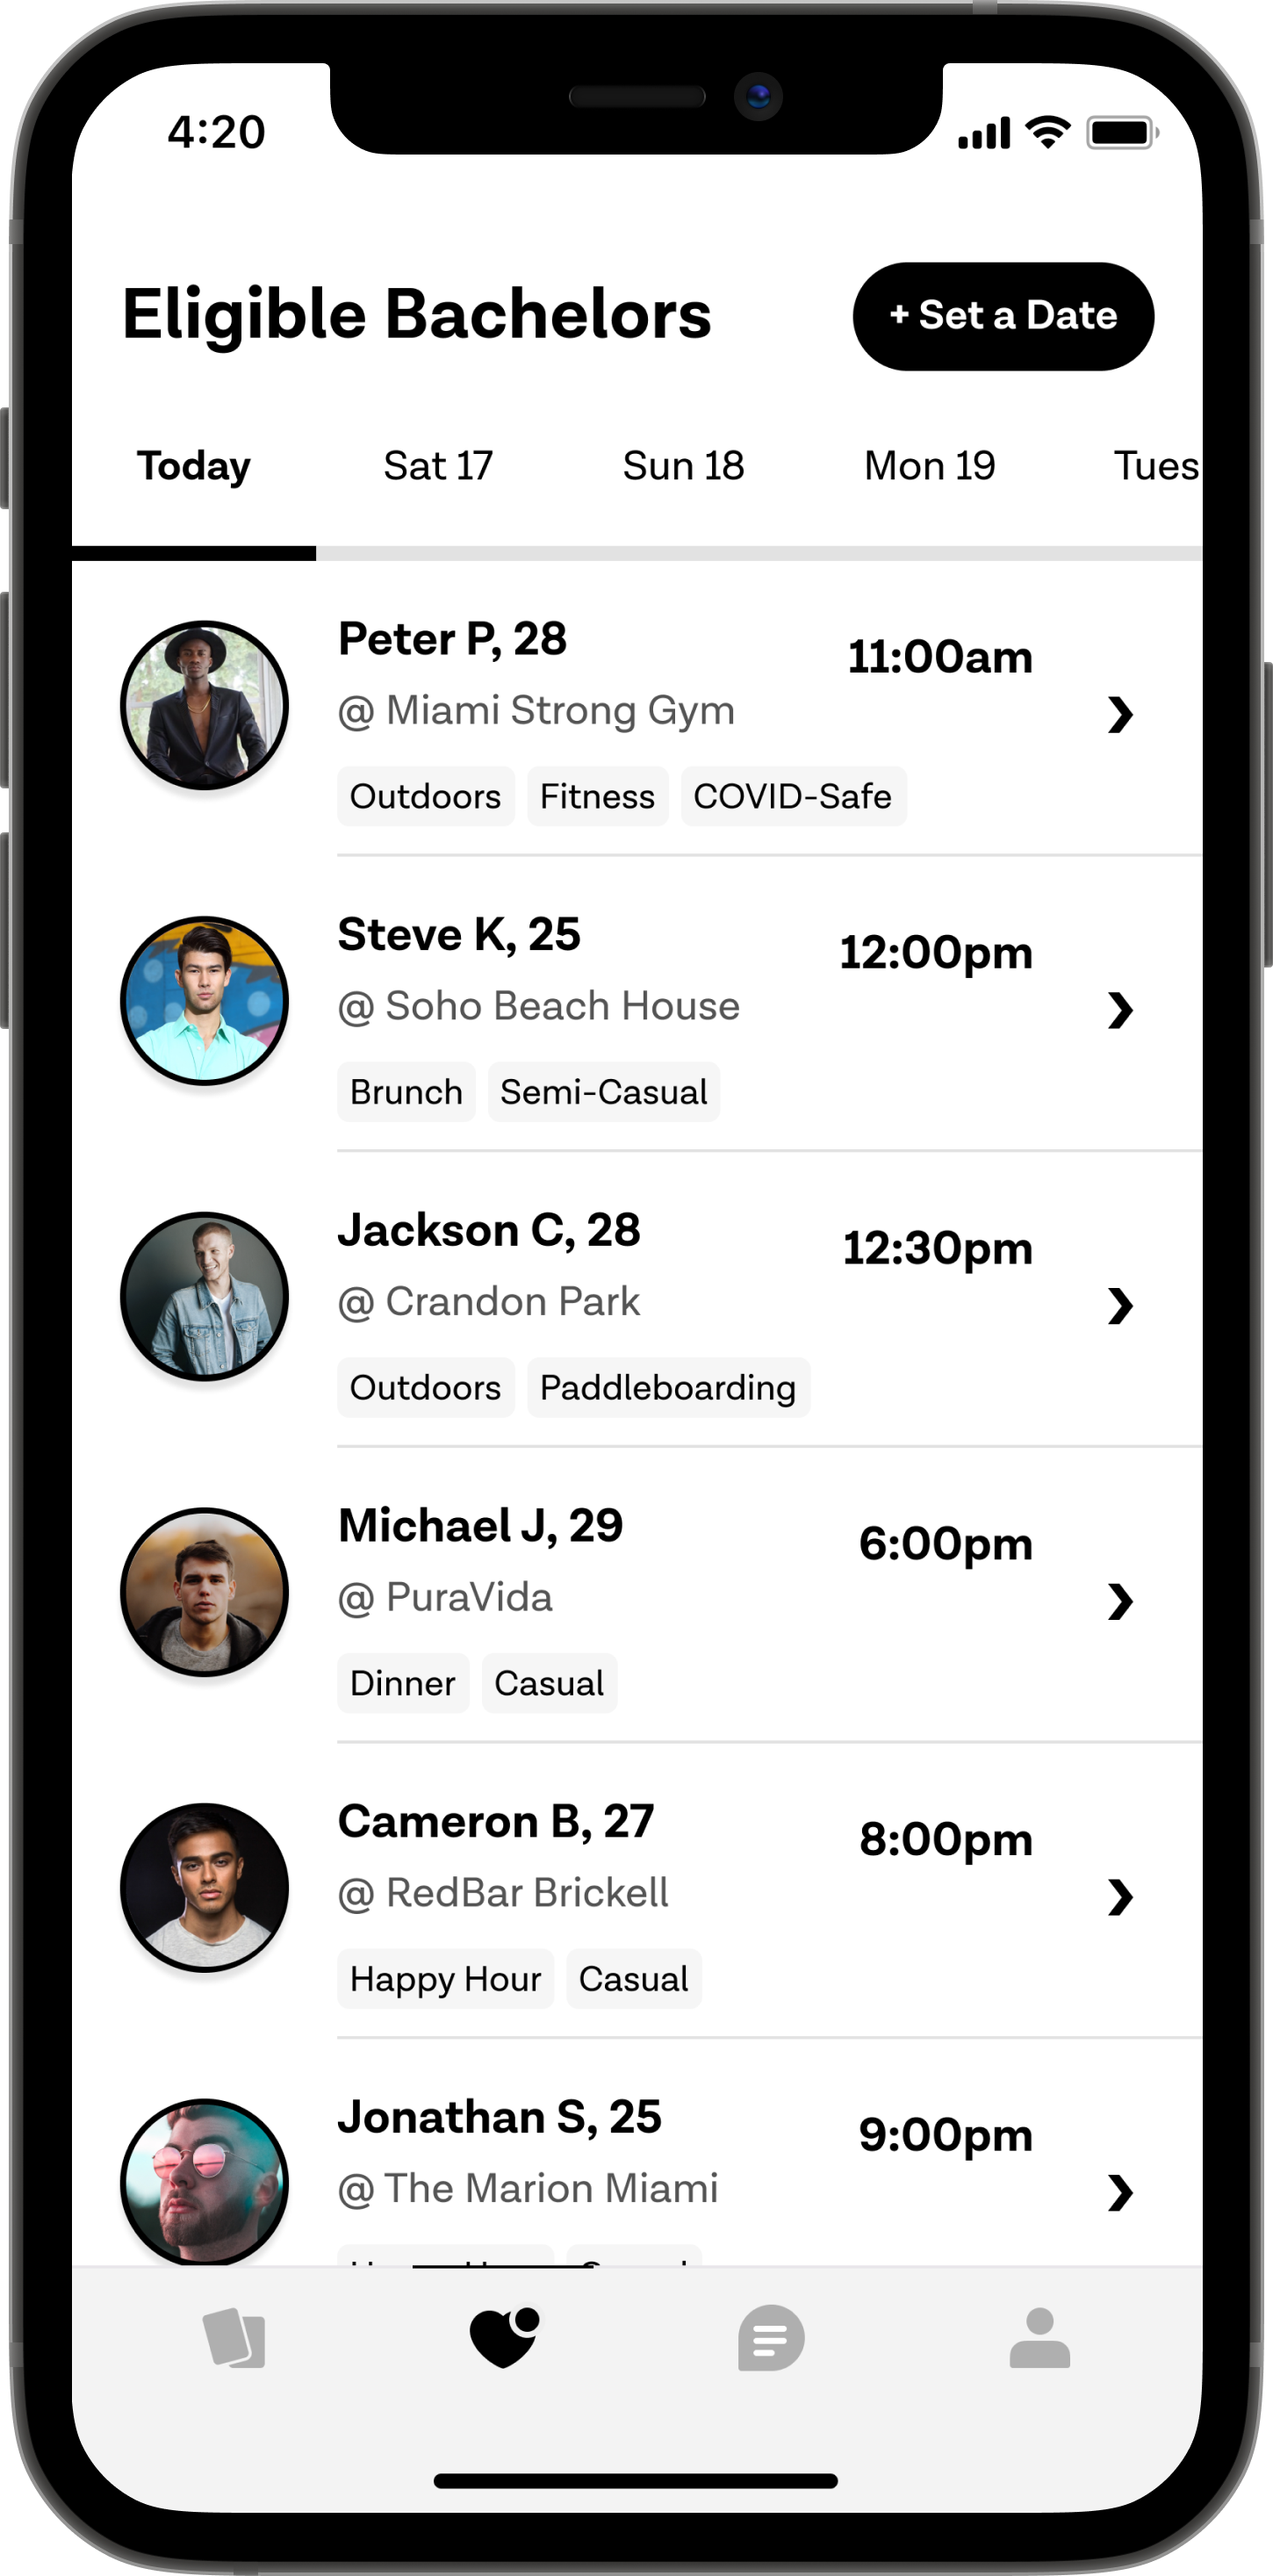 4:20
Eligible Bachelors
+ Set a Date
Today Sat 17 Sun 18 Mon 19 Tues
Peter P, 28
11:00am
@ Miami Strong Gym
Outdoors Fitness COVID-Safe
Steve K, 25
12:00pm
@ Soho Beach House
Brunch Semi-Casual
Jackson C, 28
12:30pm
@ Crandon Park
Outdoors Paddleboarding
Michael J, 29
6:00pm
@ PuraVida
Dinner Casual
Cameron B, 27
8:00pm
@ RedBar Brickell
Happy Hour Casual
Jonathan S, 25
9:00pm
@ The Marion Miami